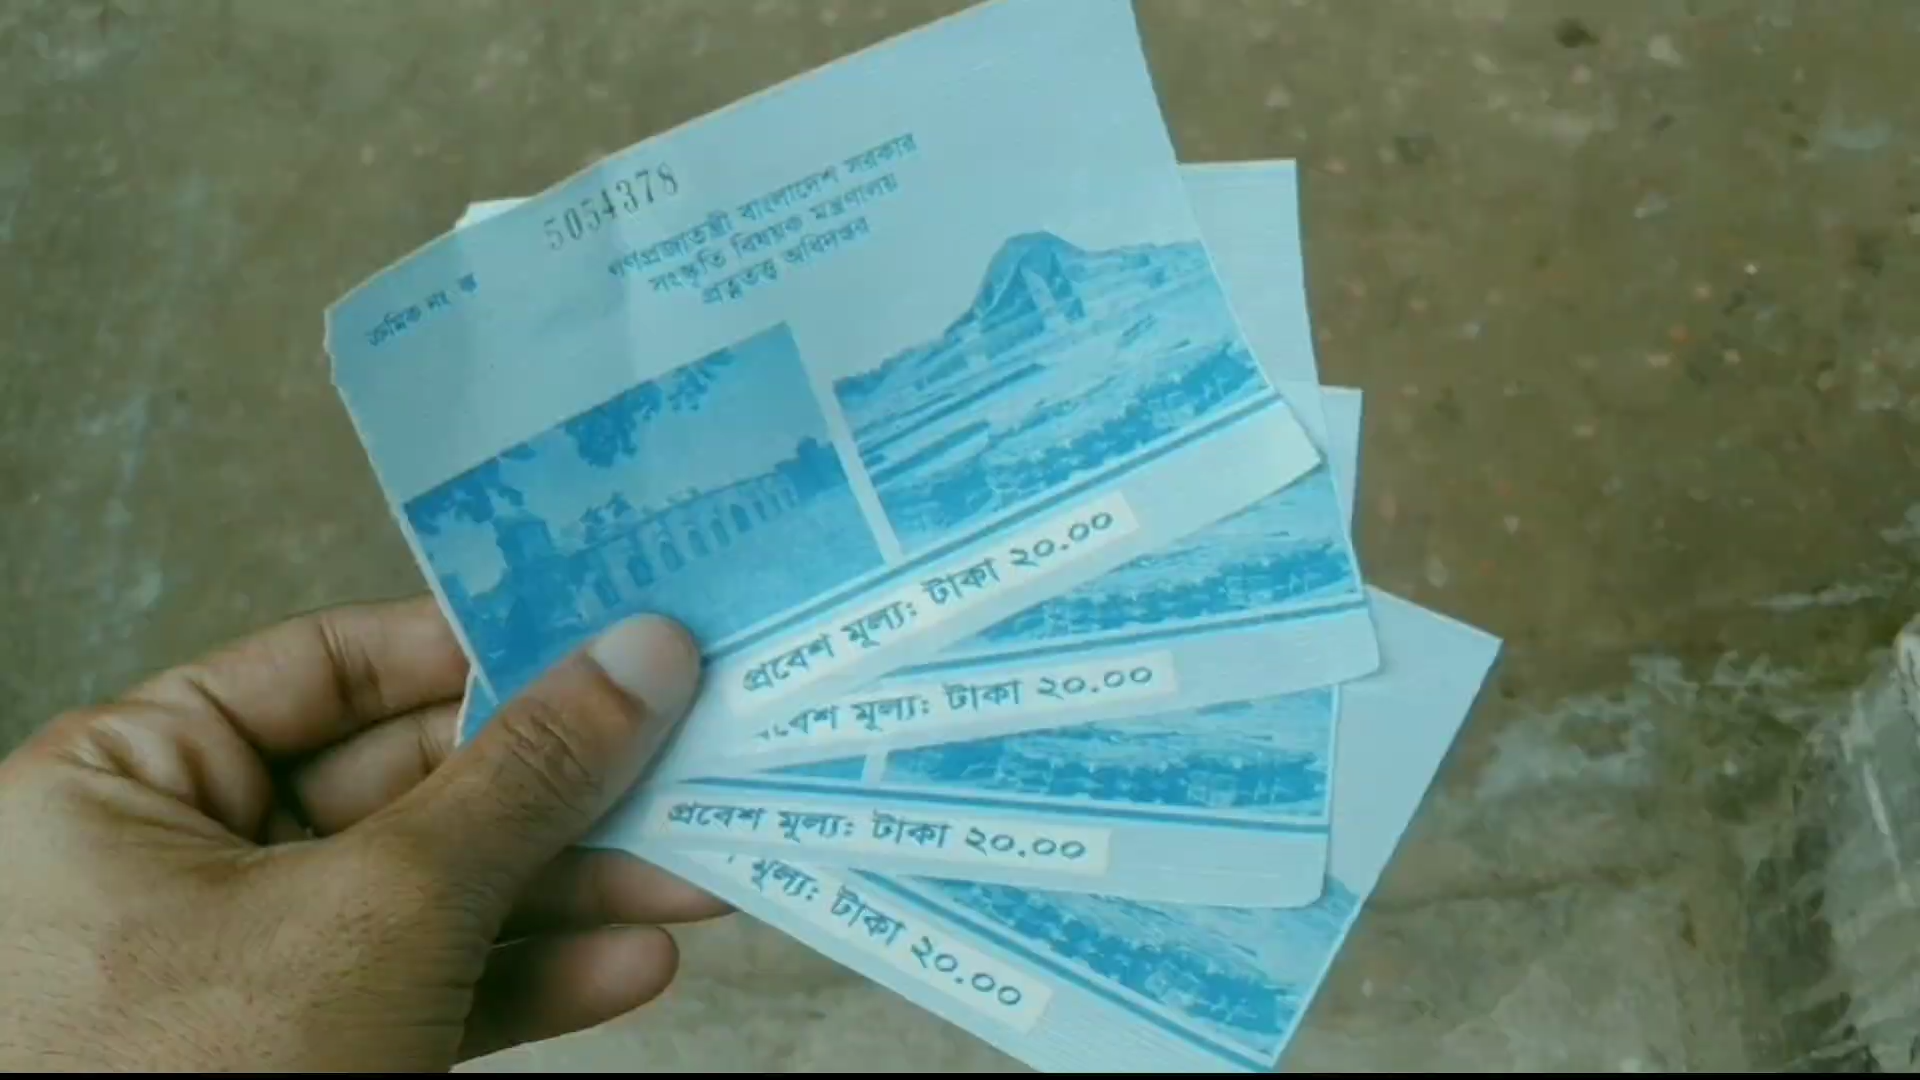 5054378
ক্রমিক নং ক
গণপ্রজাতন্ত্রী বাংলাদেশ সরকার
সংস্কৃতি বিষয়ক মন্ত্রণালয়
প্রত্নতত্ত্ব অধিদপ্তর
প্রবেশ মূল্য: টাকা ২০.০০
বেশ মূল্য: টাকা ২০.০০
প্রবেশ মূল্য: টাকা ২০.০০
মূল্য: টাকা ২০.০০